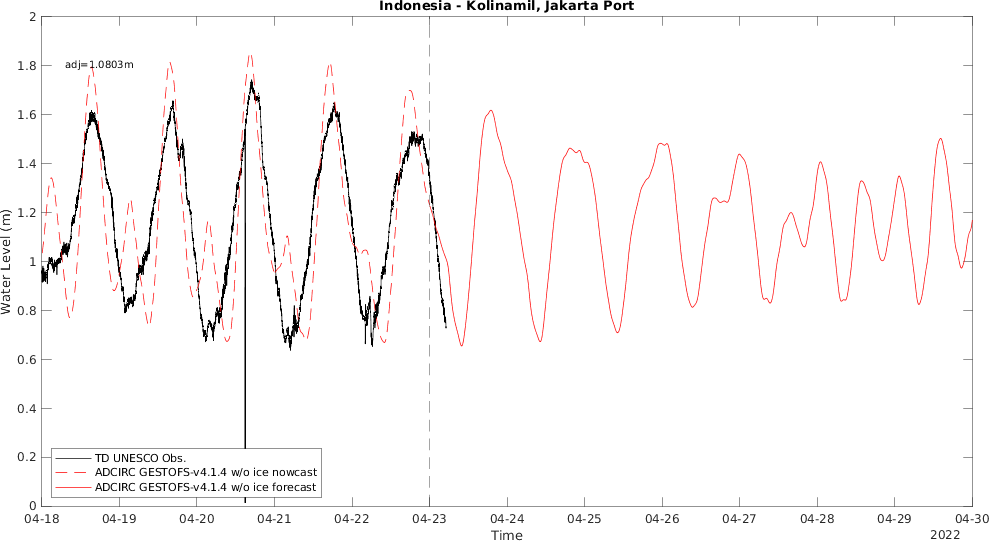 Indonesia - Kolinamil, Jakarta Port
adj=1.0803m
Water Level (m)
2
1.8
1.6
1.4
1.2
1
0.8
0.6
0.4
0.2
0
TD UNESCO Obs.
ADCIRC GESTOFS-v4.1.4 w/o ice nowcast
ADCIRC GESTOFS-v4.1.4 w/o ice forecast
04-18 04-19 04-20 04-21 04-22 04-23 04-24 04-25 04-26 04-27 04-28 04-29 04-30
Time
2022